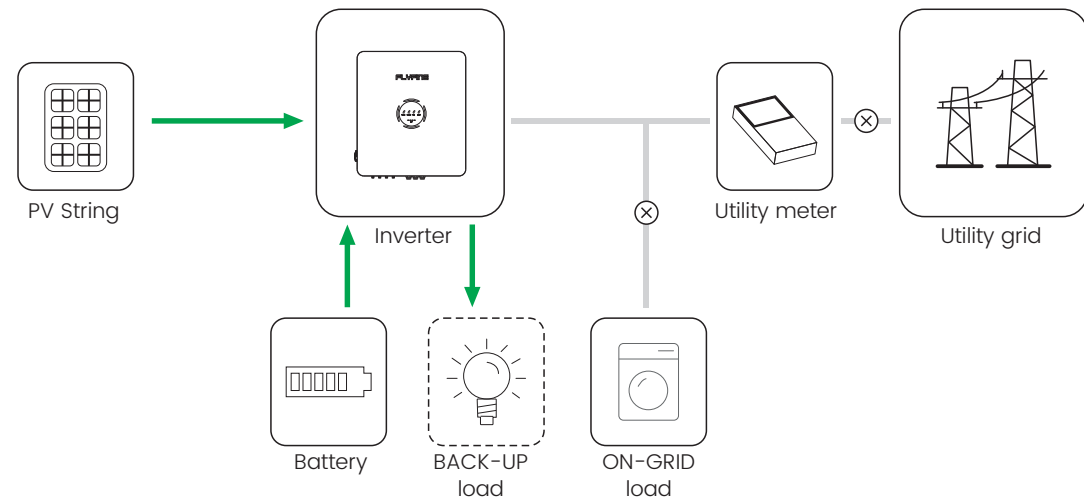 PV String
Inverter
Utility meter
Utility grid
Battery
BACK-UP
load
ON-GRID
load